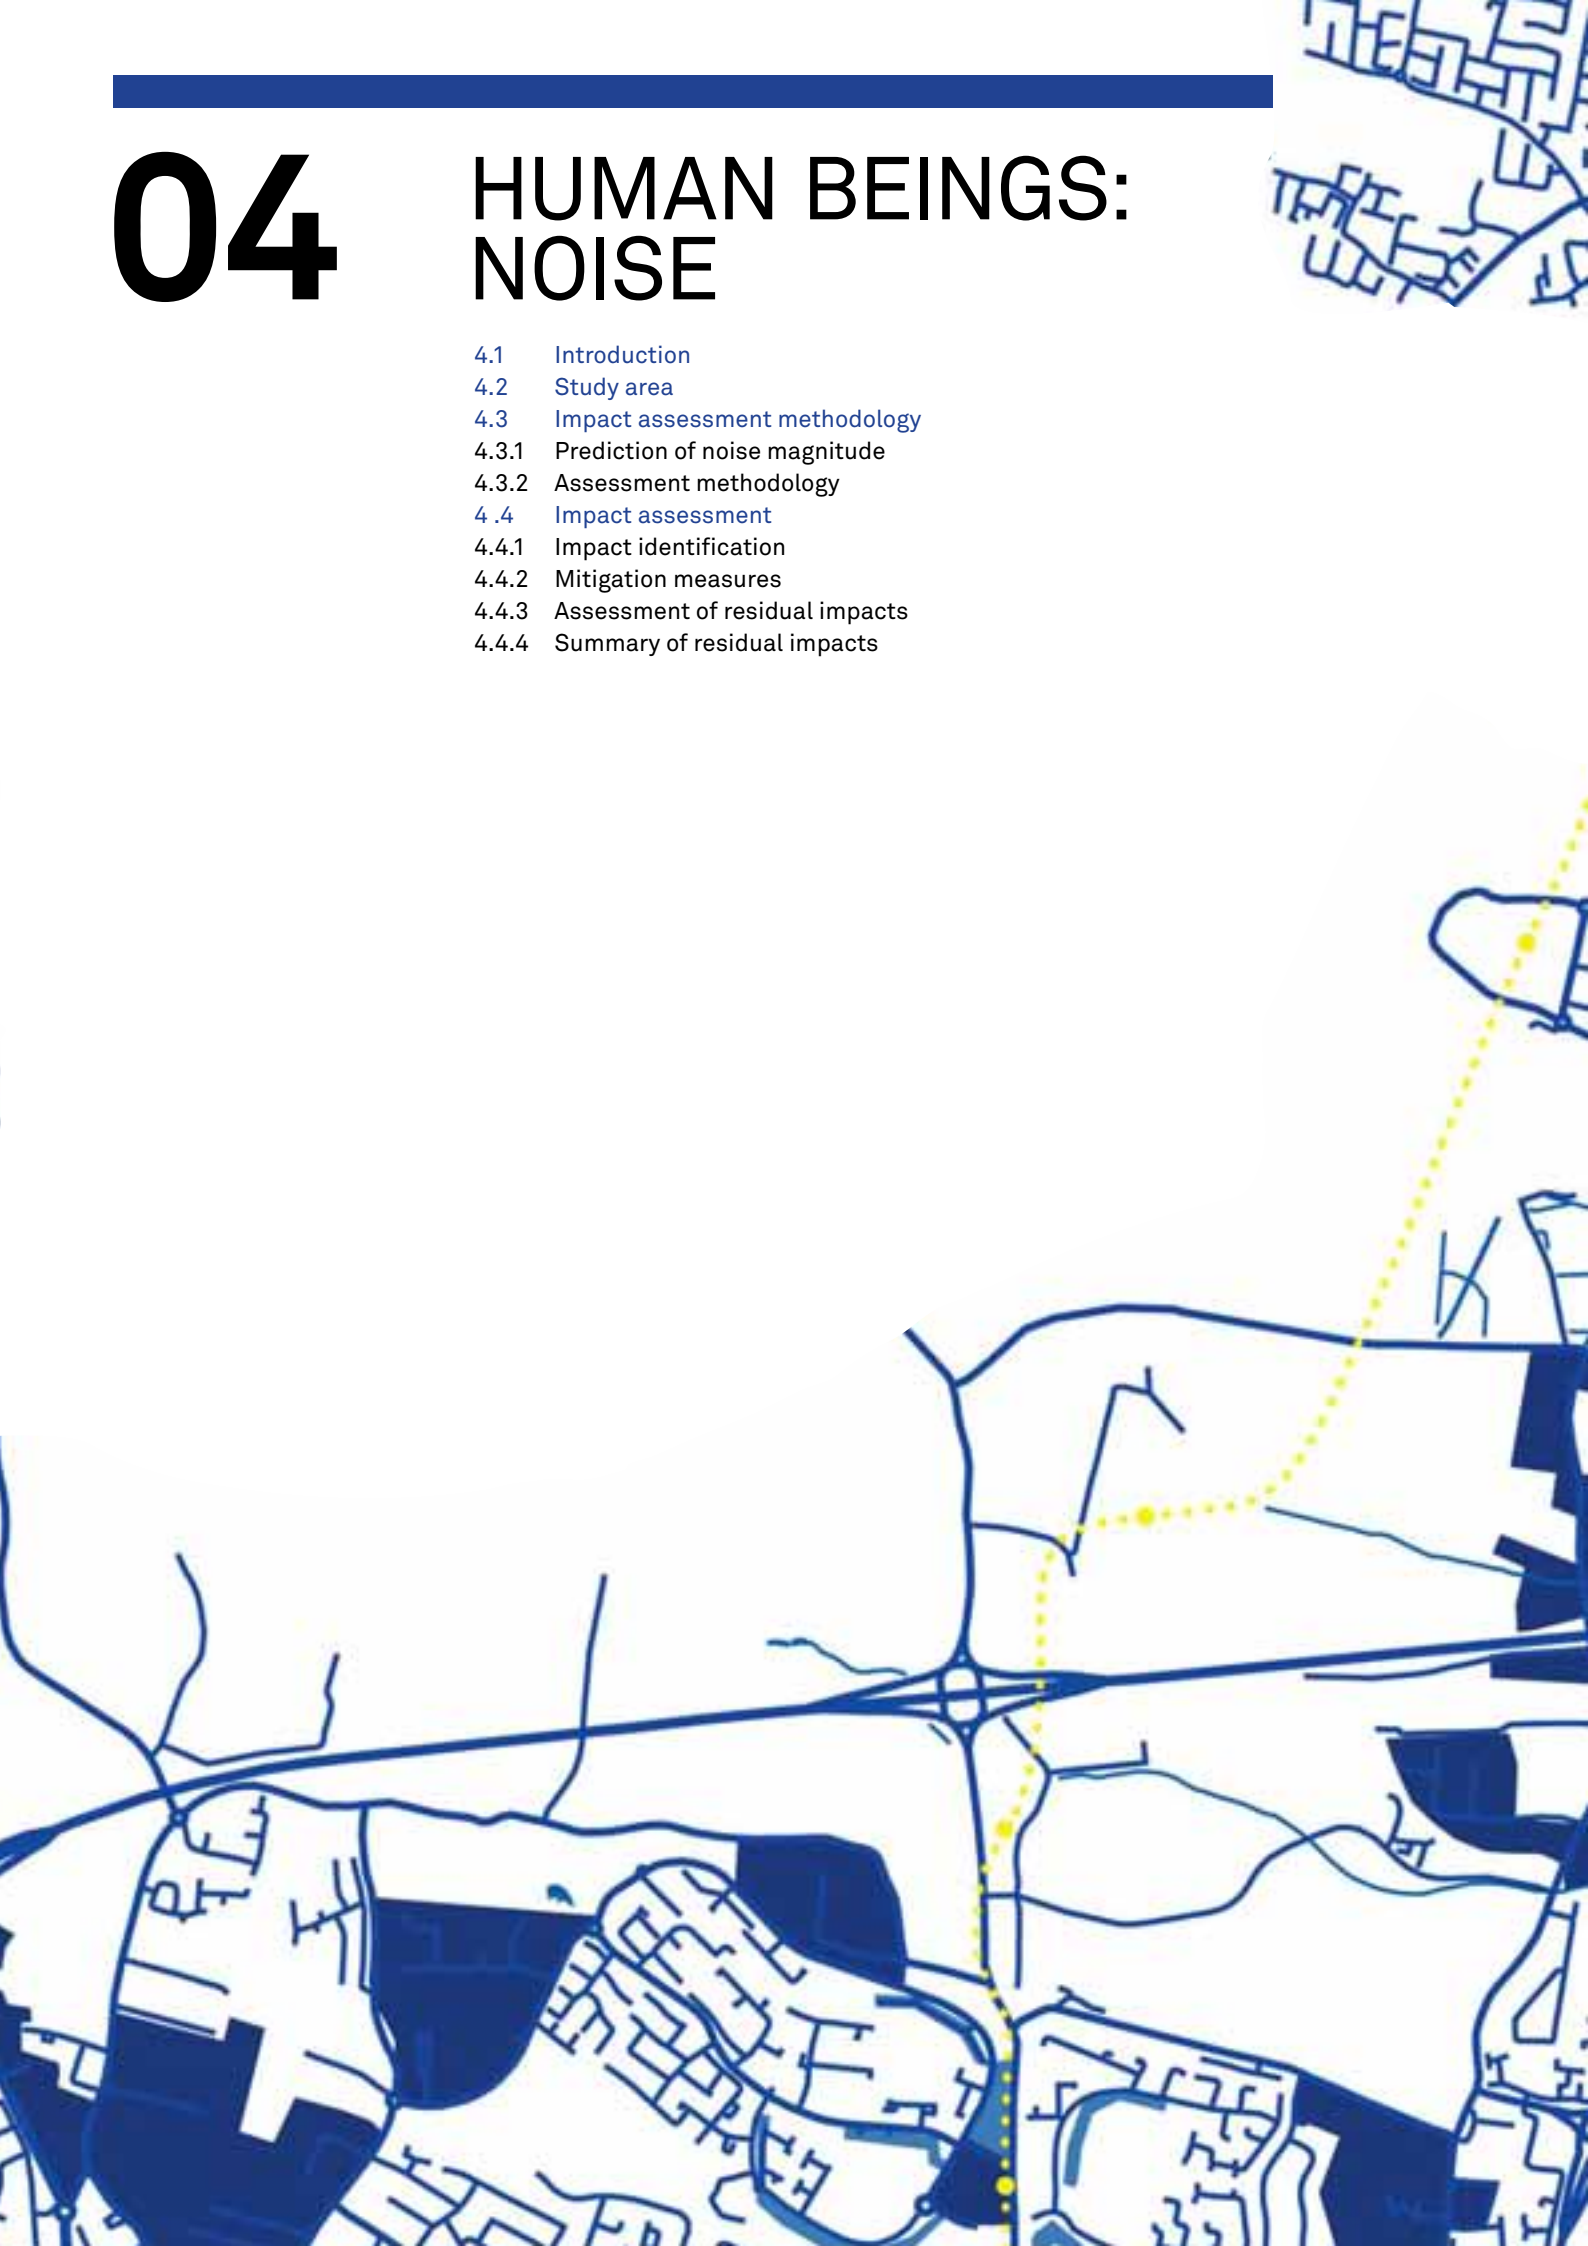 04
HUMAN BEINGS:
NOISE
4.1 Introduction
4.2 Study area
4.3 Impact assessment methodology
4.3.1 Prediction of noise magnitude
4.3.2 Assessment methodology
4 .4 Impact assessment
4.4.1 Impact identification
4.4.2 Mitigation measures
4.4.3 Assessment of residual impacts
4.4.4 Summary of residual impacts